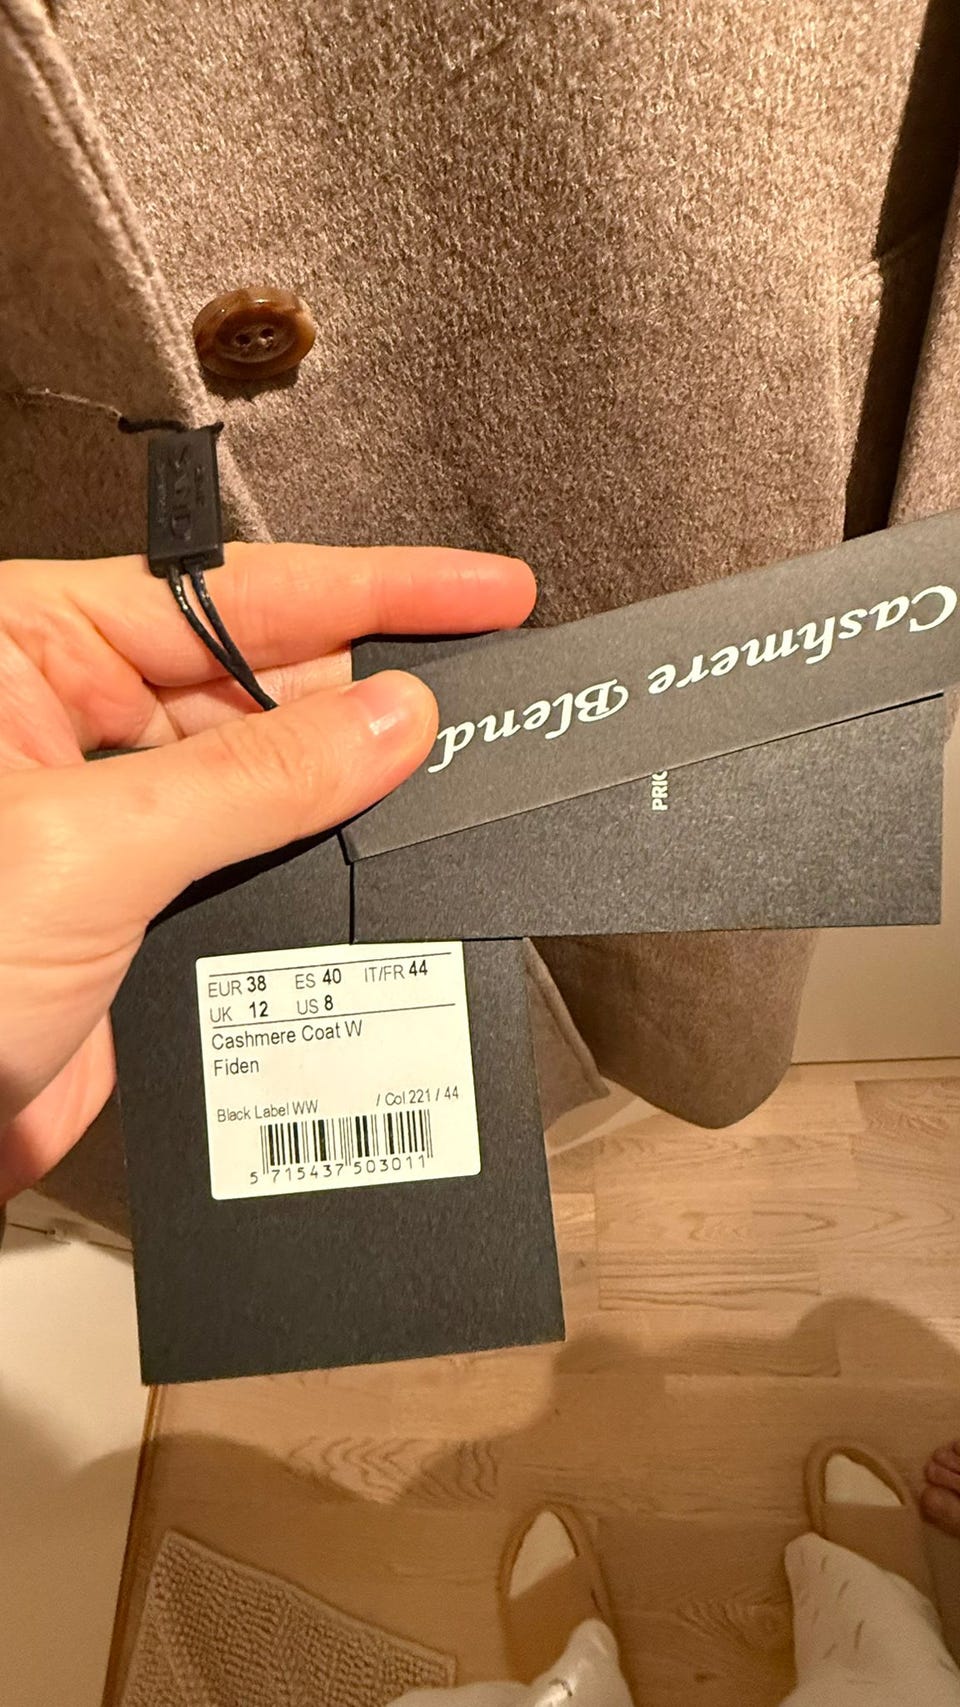 SAND
Cashmere Blend
PRIC
EUR 38 ES 40 IT/FR 44
UK 12 US 8
Cashmere Coat W
Fiden
Black Label WW / Col 221 / 44
5 715437 503011